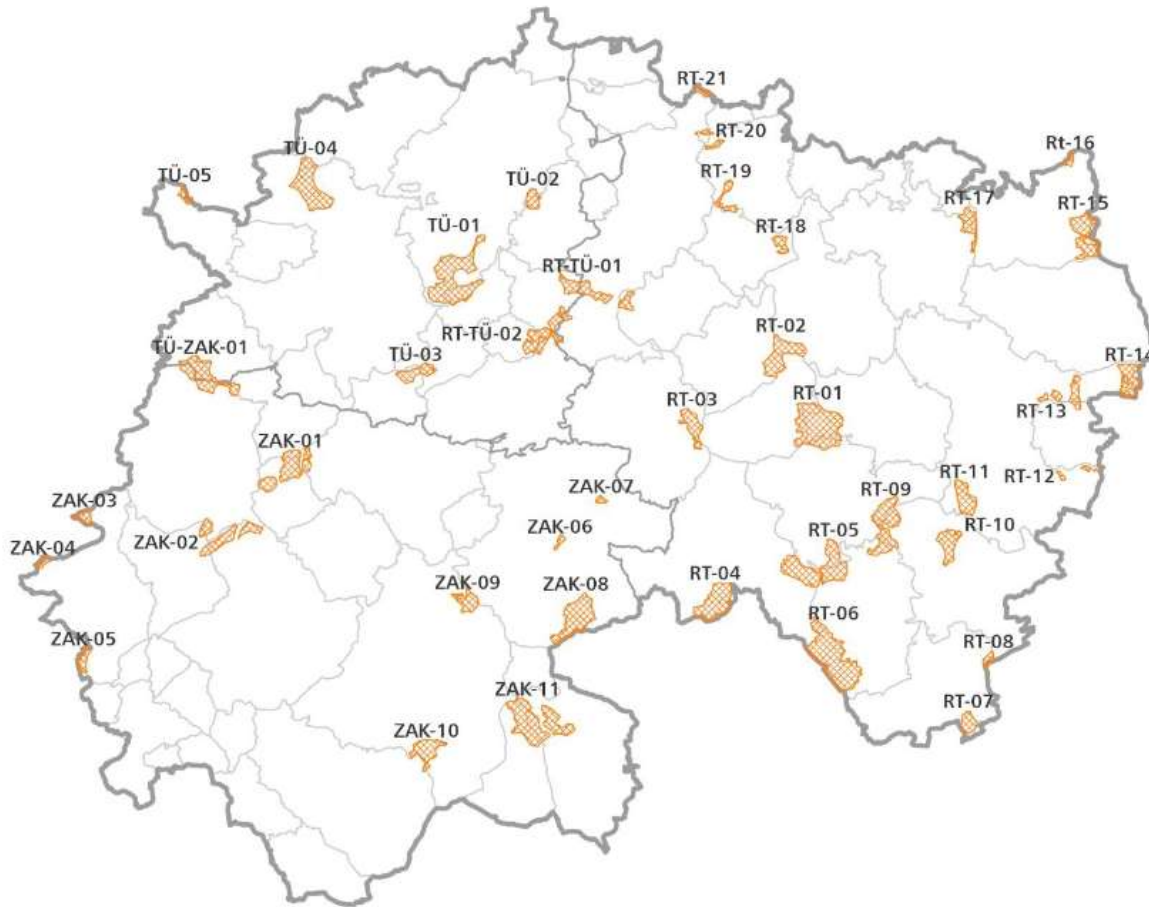 RT-21
RT-20
TÜ-04
Rt-16
TÜ-05
TÜ-02
RT-19
RT-17
RT-15
TÜ-01
RT-18
RT-TÜ-01
RT-TÜ-02
RT-02
TÜ-ZAK-01
TÜ-03
RT-14
RT-03
RT-01
RT-13
ZAK-01
RT-11
RT-12
ZAK-07
ZAK-03
RT-09
ZAK-06
RT-10
ZAK-02
RT-05
ZAK-04
RT-04
ZAK-09
ZAK-08
RT-06
ZAK-05
RT-08
ZAK-11
RT-07
ZAK-10